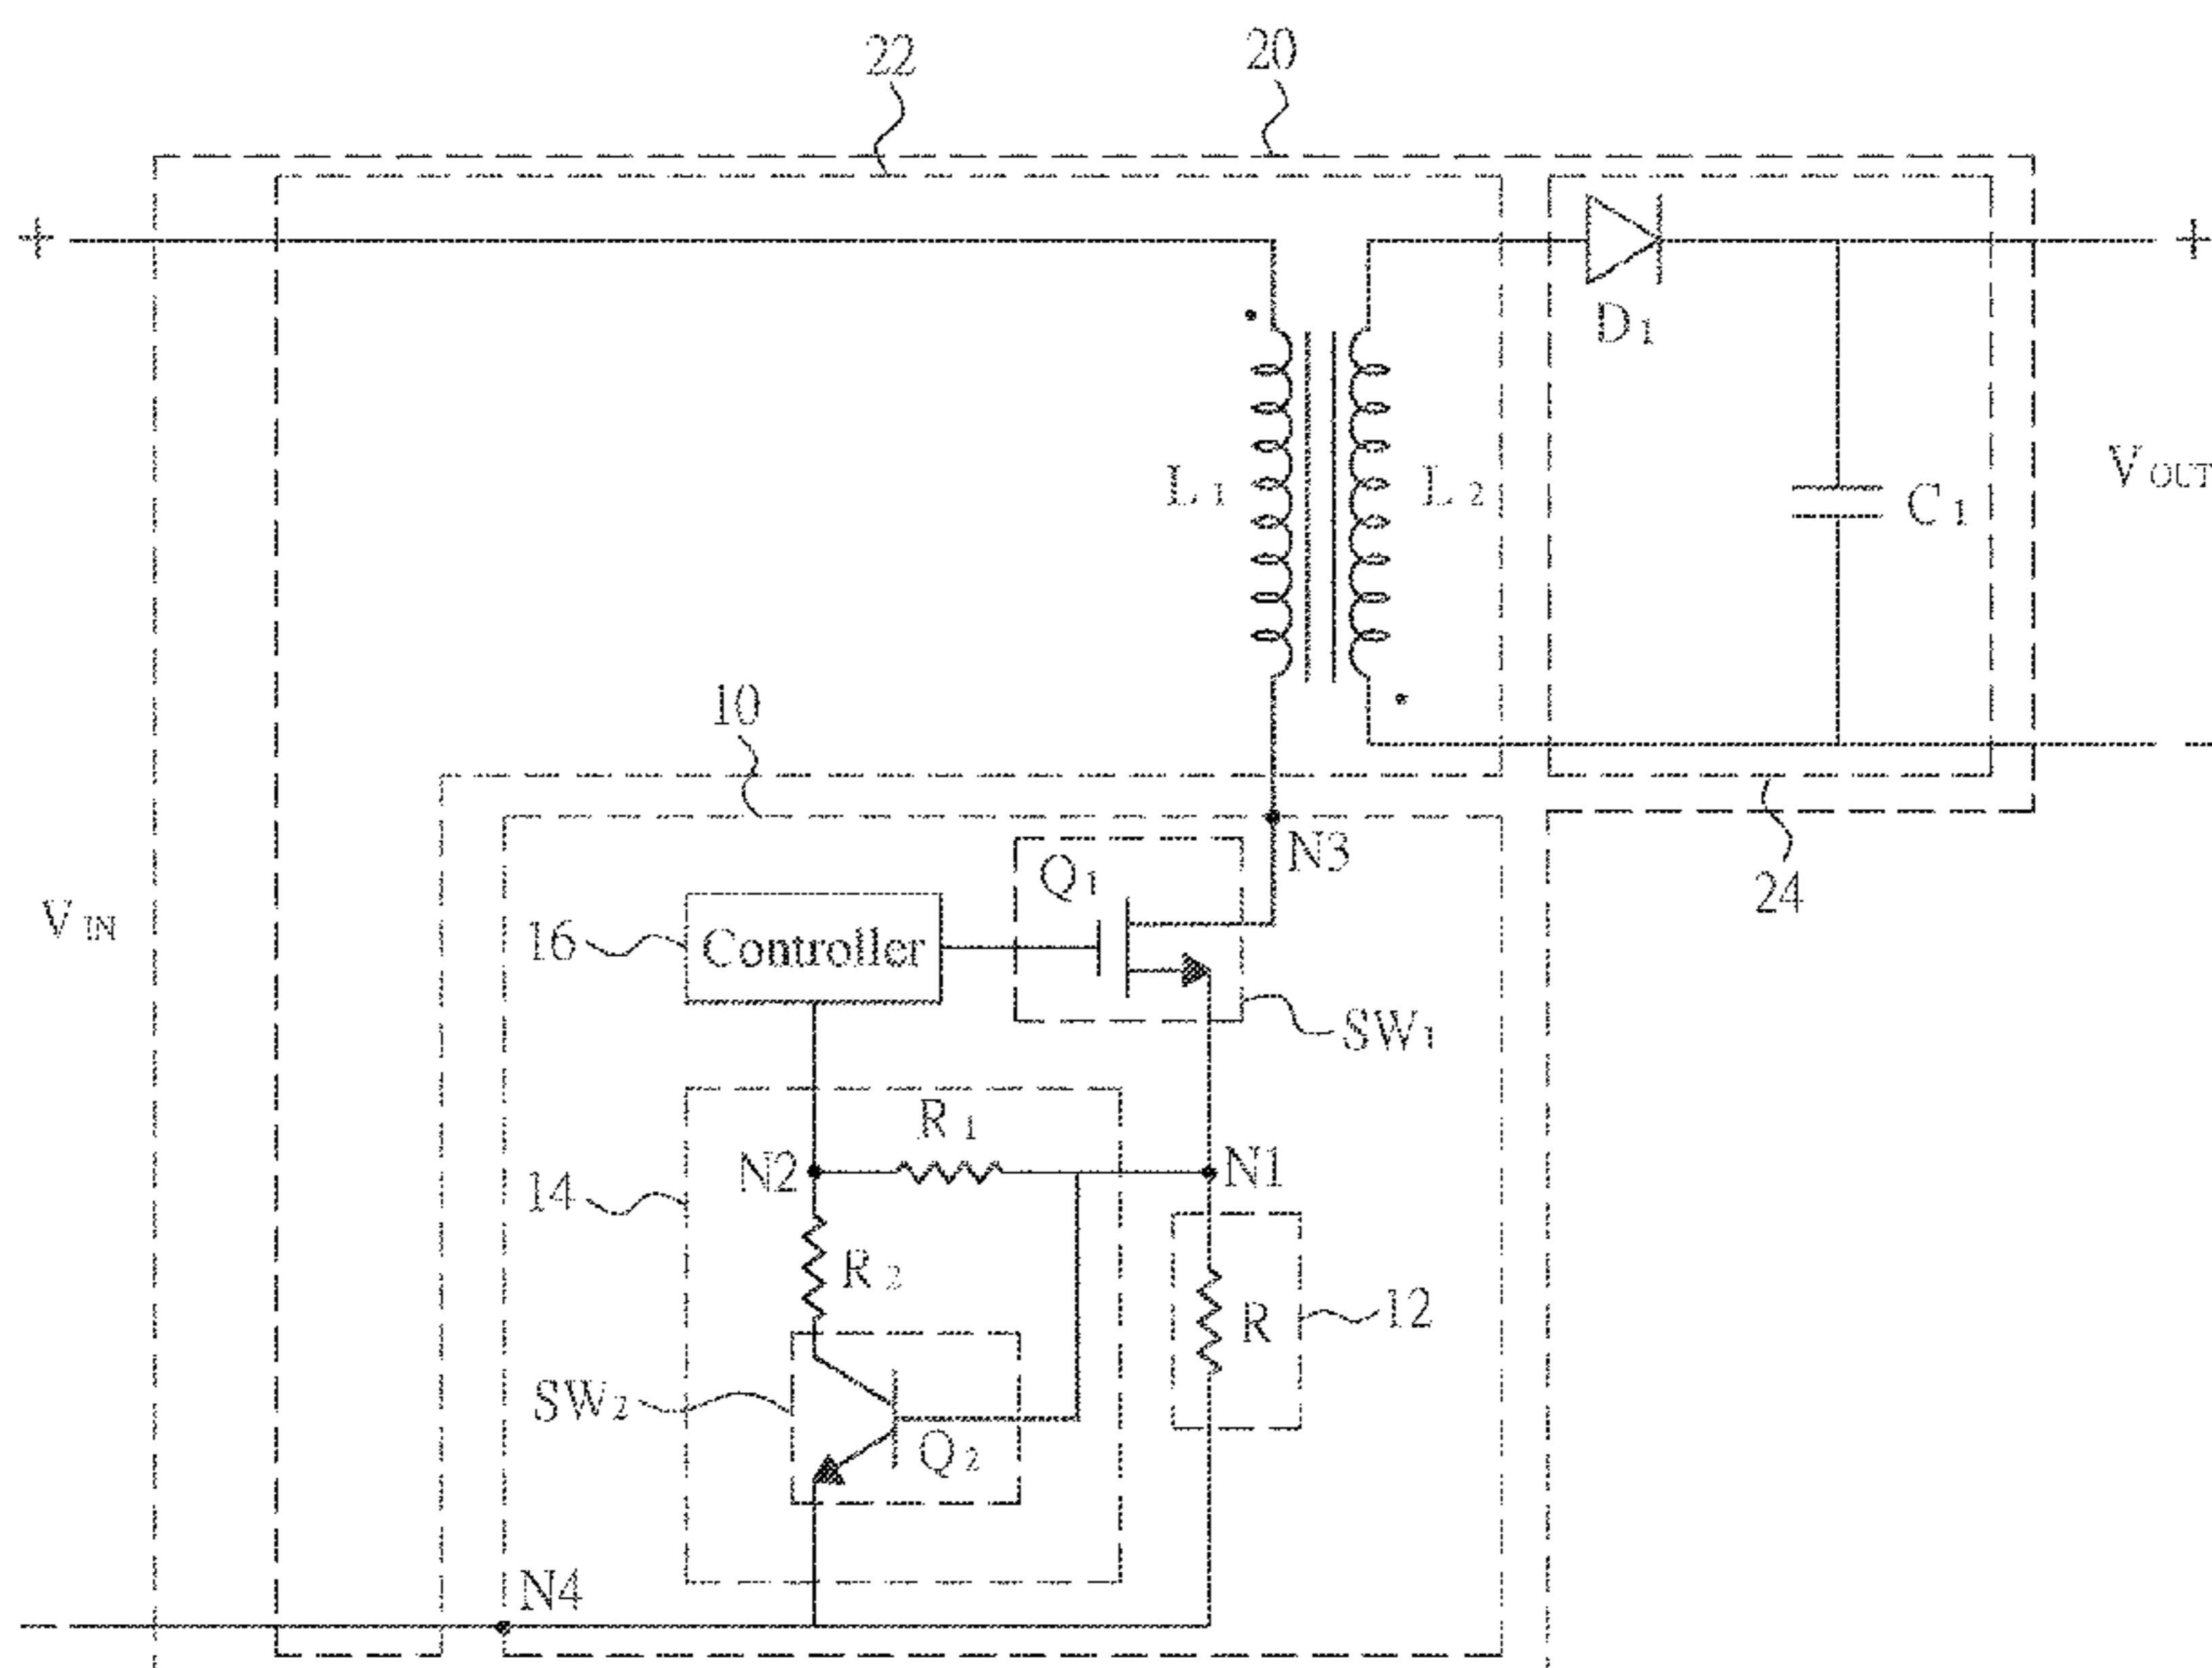 22
20
+
+
D1
L1
L2
C1
VOUT
10
N3
24
Q1
VIN
16
Controller
SW1
R1
N2
N1
14
R2
R
12
SW2
Q2
N4